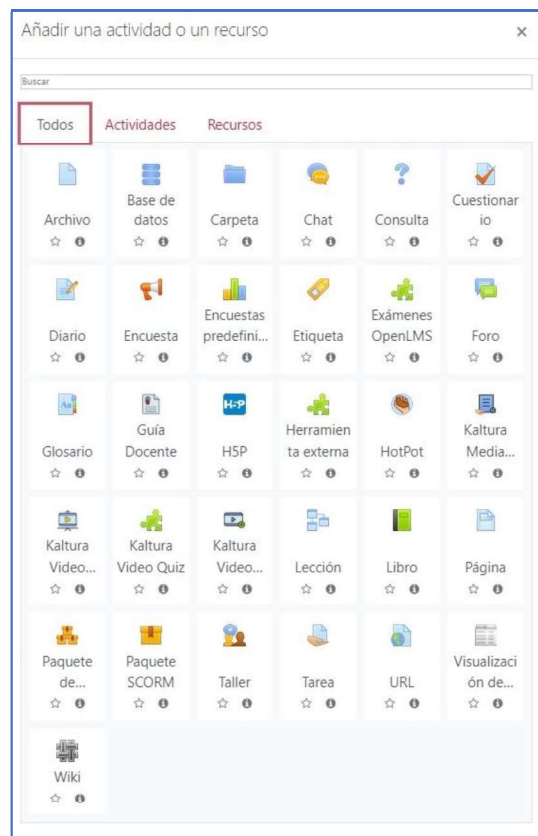 Añadir una actividad o un recurso ×
Buscar
Todos Actividades Recursos
Archivo
Base de
datos
Carpeta
Chat
Consulta
Cuestionar
io
Diario
Encuesta
Encuestas
predefini...
Etiqueta
Exámenes
OpenLMS
Foro
Glosario
Guía
Docente
H5P
H5P
Herramien
ta externa
HotPot
Kaltura
Media...
Kaltura
Video...
Kaltura
Video Quiz
Kaltura
Video...
Lección
Libro
Página
Paquete
de...
Paquete
SCORM
Taller
Tarea
URL
Visualizaci
ón de...
Wiki